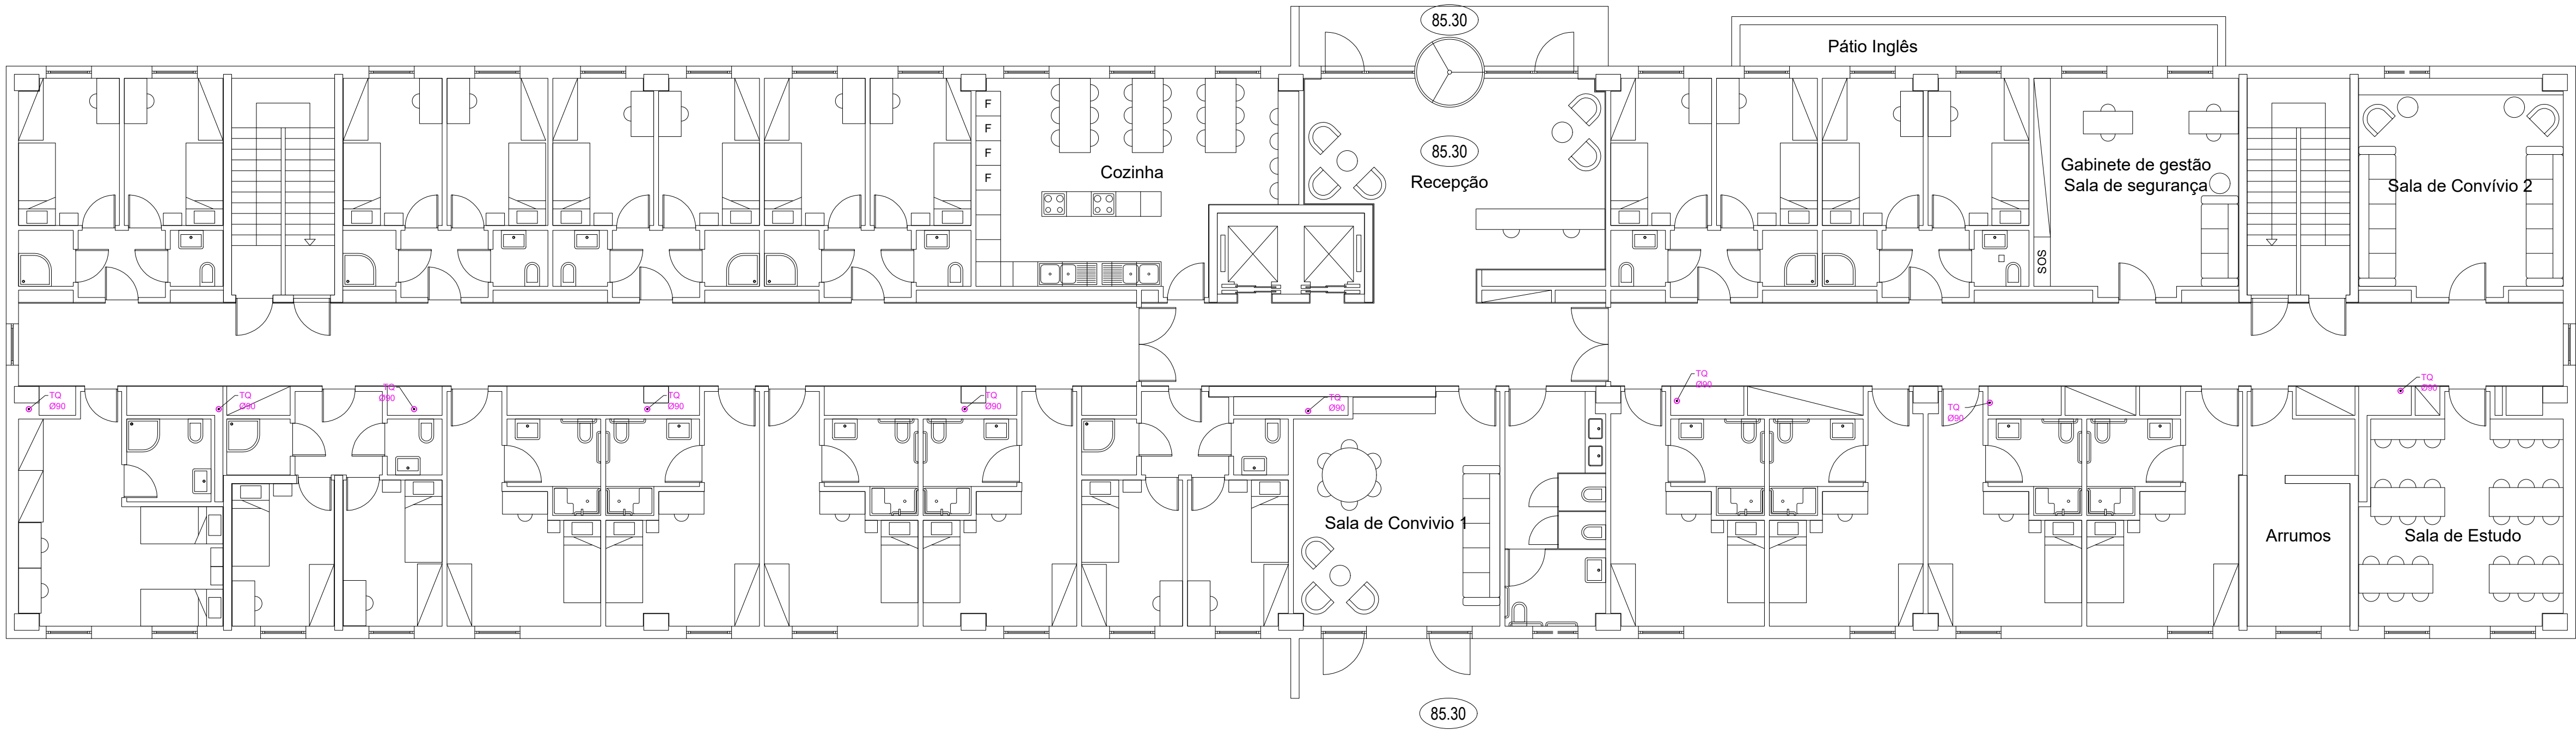 85.30
Pátio Inglês
F
F
F
F
Cozinha
85.30
Recepção
Gabinete de gestão
Sala de segurança
SOS
Sala de Convívio 2
TQ
Ø90
TQ
Ø90
TQ
Ø90
TQ
Ø90
TQ
Ø90
TQ
Ø90
TQ
Ø90
TQ
Ø90
TQ
Ø90
Sala de Convivio 1
Arrumos
Sala de Estudo
85.30